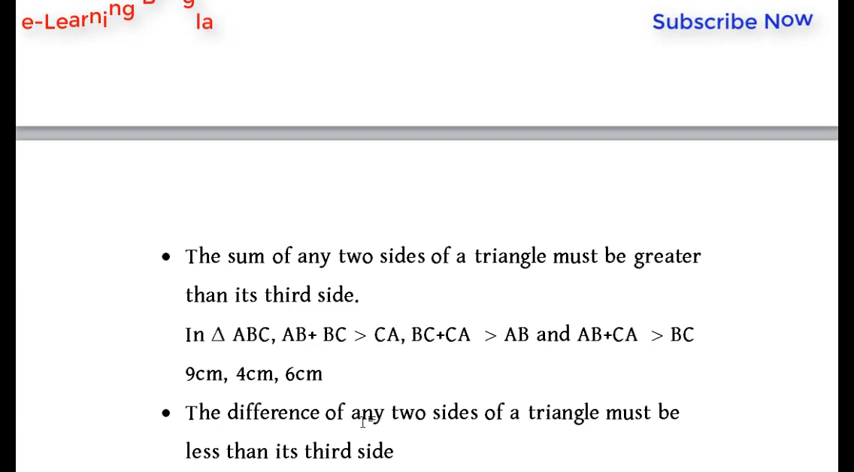 e-Learning
la
Subscribe Now
• The sum of any two sides of a triangle must be greater
than its third side.
In Δ ABC, AB+ BC > CA, BC+CA > AB and AB+CA > BC
9cm, 4cm, 6cm
• The difference of any two sides of a triangle must be
less than its third side